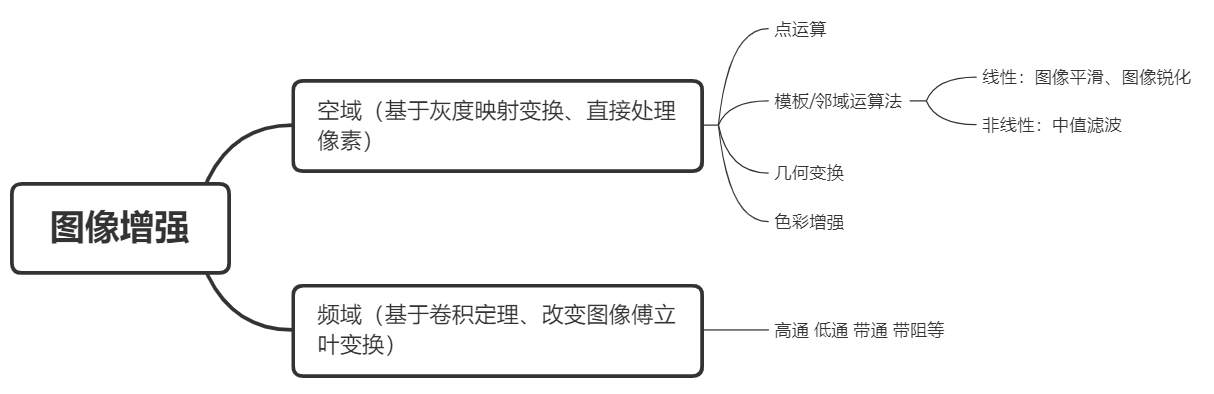 图像增强
空域（基于灰度映射变换、直接处理
像素）
点运算
模板/邻域运算法
线性：图像平滑、图像锐化
非线性：中值滤波
几何变换
色彩增强
频域（基于卷积定理、改变图像傅立
叶变换）
高通 低通 带通 带阻等